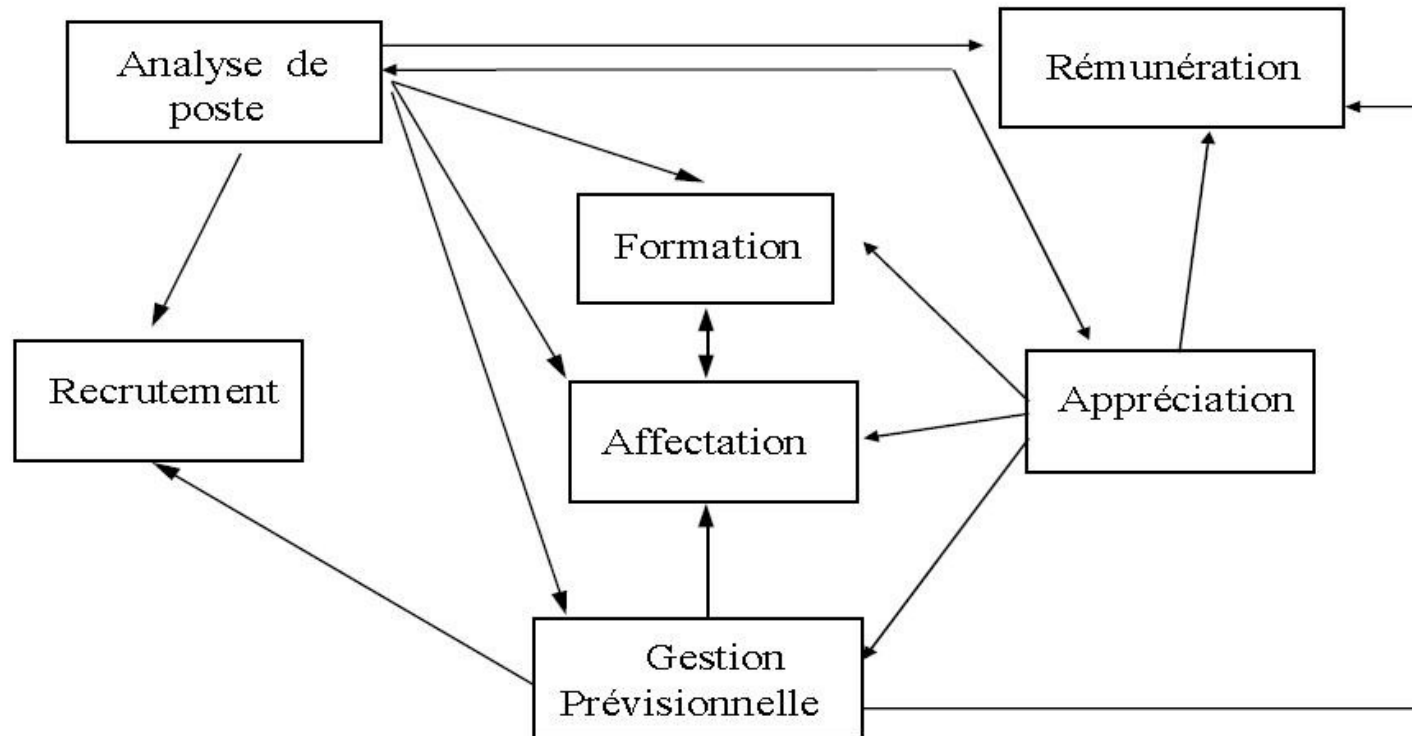 Analyse de
poste
Rémunération
Formation
Recrutement
Appréciation
Affectation
Gestion
Prévisionnelle